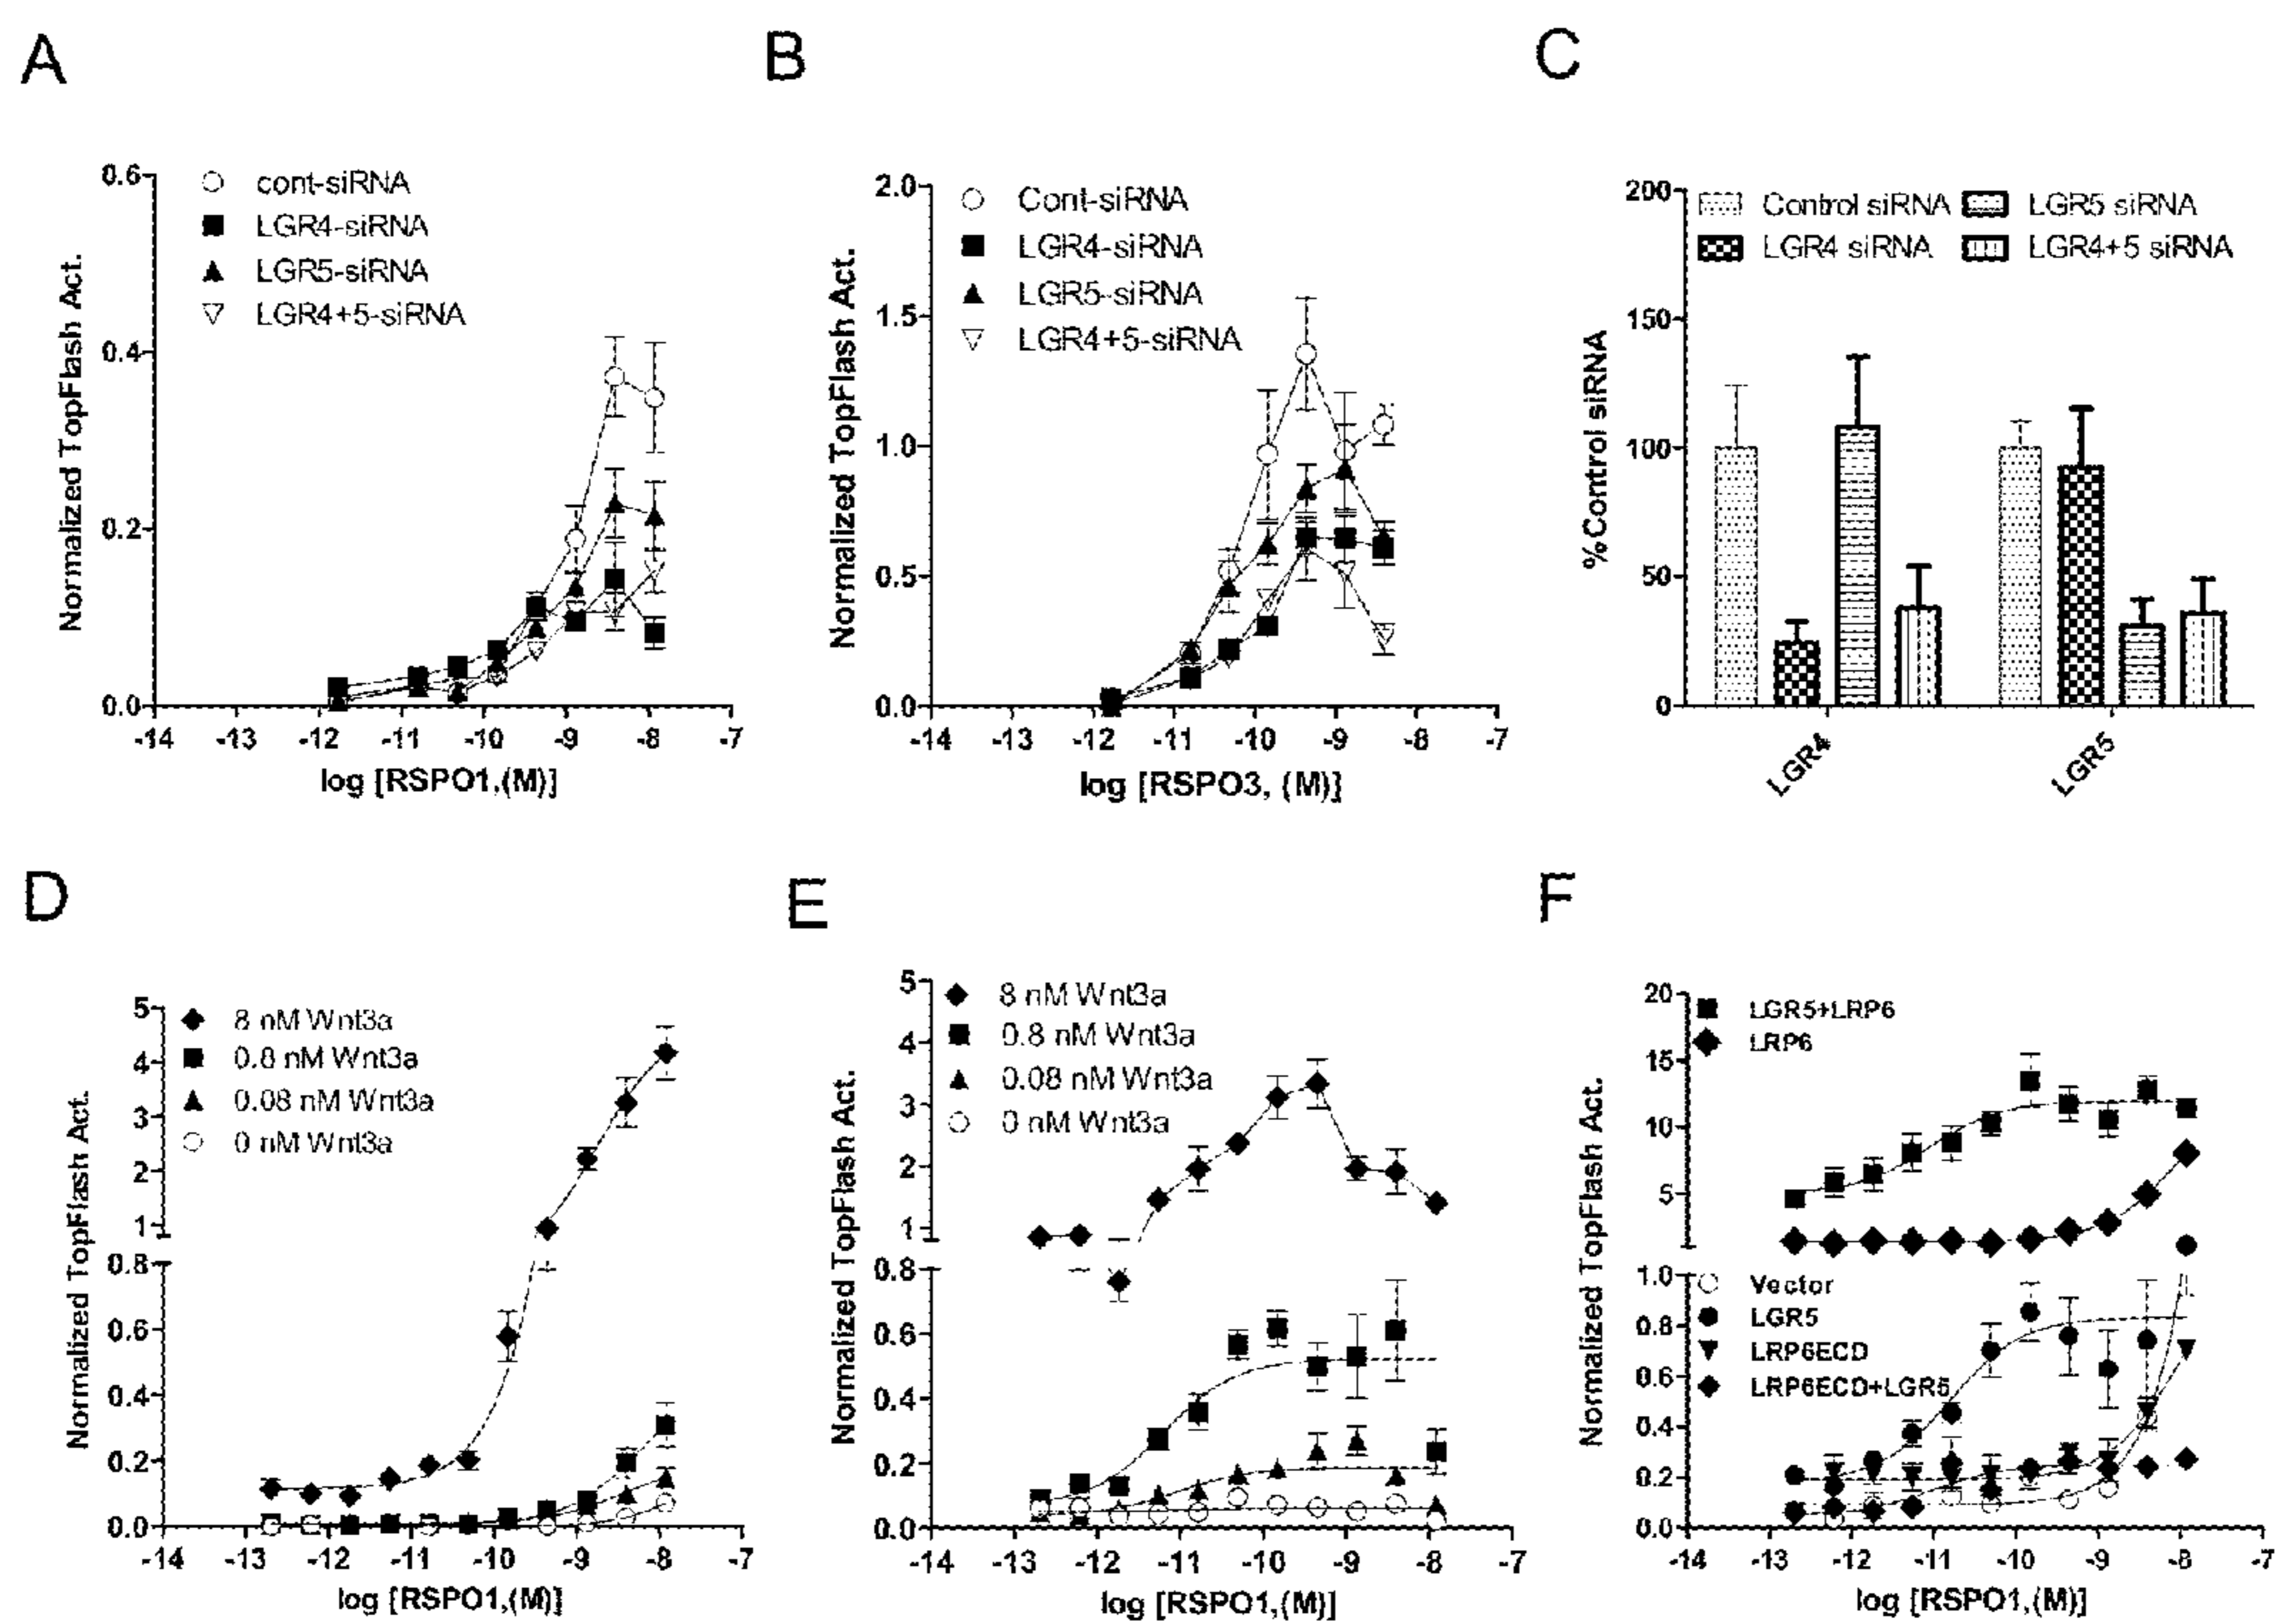 A
0.6
0.4
0.2
0.0
Normalized TopFlash Act.
cont-siRNA
LGR4-siRNA
LGR5-siRNA
LGR4+5-siRNA
-14 -13 -12 -11 -10 -9 -8 -7
log [RSPO1,(M)]
B
2.0
1.5
1.0
0.5
0.0
Normalized TopFlash Act.
Cont-siRNA
LGR4-siRNA
LGR5-siRNA
LGR4+5-siRNA
-14 -13 -12 -11 -10 -9 -8 -7
log [RSPO3, (M)]
C
200
150
100
50
0
%Control siRNA
Control siRNA LGR5 siRNA
LGR4 siRNA LGR4+5 siRNA
LGR4 LGR5
D
5
4
3
2
1
0.8
0.6
0.4
0.2
0.0
Normalized TopFlash Act.
8 nM Wnt3a
0.8 nM Wnt3a
0.08 nM Wnt3a
0 nM Wnt3a
-14 -13 -12 -11 -10 -9 -8 -7
log [RSPO1,(M)]
E
5
4
3
2
1
0.8
0.6
0.4
0.2
0.0
Normalized TopFlash Act.
8 nM Wnt3a
0.8 nM Wnt3a
0.08 nM Wnt3a
0 nM Wnt3a
-14 -13 -12 -11 -10 -9 -8 -7
log [RSPO1,(M)]
F
20
15
10
5
1.0
0.8
0.6
0.4
0.2
0.0
Normalized TopFlash Act.
LGR5+LRP6
LRP6
Vector
LGR5
LRP6ECD
LRP6ECD+LGR5
-14 -13 -12 -11 -10 -9 -8 -7
log [RSPO1,(M)]